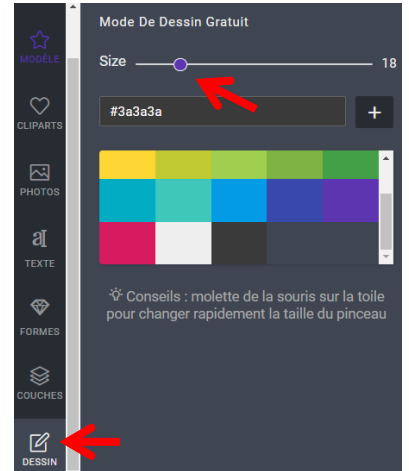 Mode De Dessin Gratuit
Size 18
#3a3a3a +
MODÈLE
CLIPARTS
PHOTOS
aI
TEXTE
FORMES
COUCHES
DESSIN
Conseils : molette de la souris sur la toile
pour changer rapidement la taille du pinceau